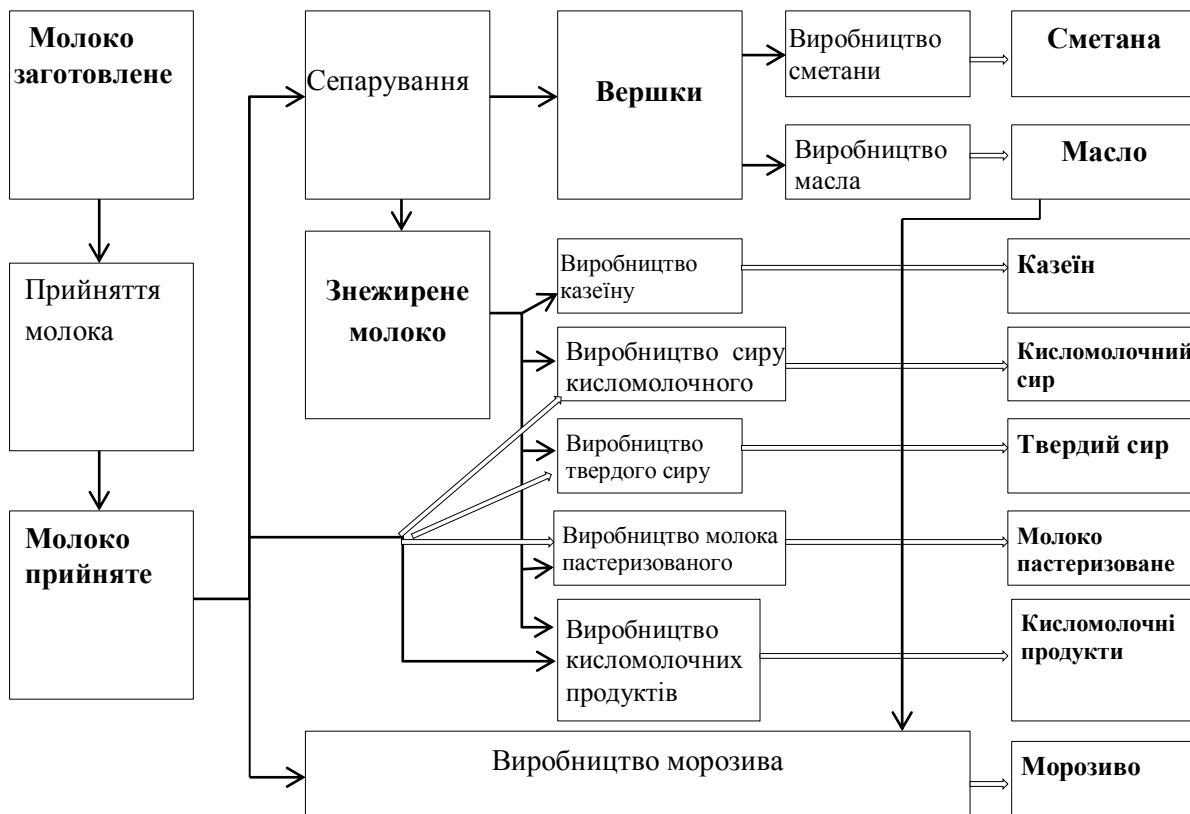 Молоко
заготовлене
Сепарування
Вершки
Виробництво
сметани
Сметана
Виробництво
масла
Масло
Прийняття
молока
Знежирене
молоко
Виробництво
казеїну
Казеїн
Виробництво сиру
кисломолочного
Кисломолочний
сир
Виробництво
твердого сиру
Твердий сир
Молоко
прийняте
Виробництво молока
пастеризованого
Молоко
пастеризоване
Виробництво
кисломолочних
продуктів
Кисломолочні
продукти
Виробництво морозива
Морозиво